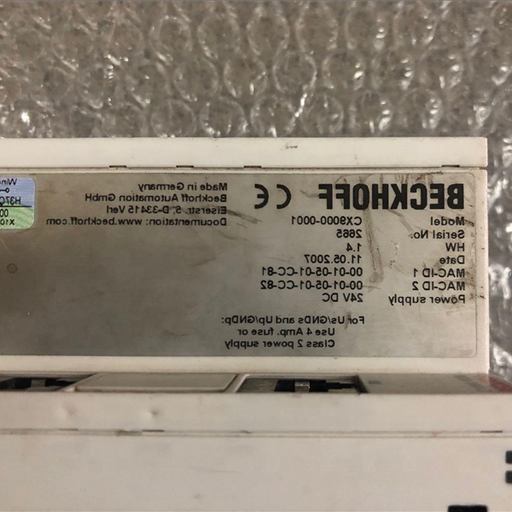 BECKHOFF CE
Model CX9000-0001
Serial No. 2665
HW 1.4
Date 11.05.2007
MAC-ID 1 00-01-05-01-CC-81
MAC-ID 2 00-01-05-01-CC-82
Power supply 24V DC
For Us/GNDs and Up/GNDp:
Use 4 Amp. fuse or
Class 2 power supply
Made in Germany
Beckhoff Automation GmbH
Eiserstr. 5, D-33415 Verl
Documentation: www.beckhoff.com